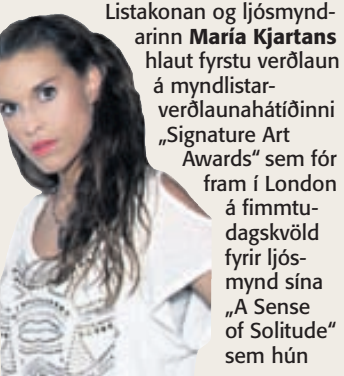 Listakonan og ljósmynd-
arinn María Kjartans
hlaut fyrstu verðlaun
á myndlistar-
verðlaunahátíðinni
„Signature Art
Awards“ sem fór
fram í London
á fimmtu-
dagskvöld
fyrir ljós-
mynd sína
„A Sense
of Solitude“
sem hún